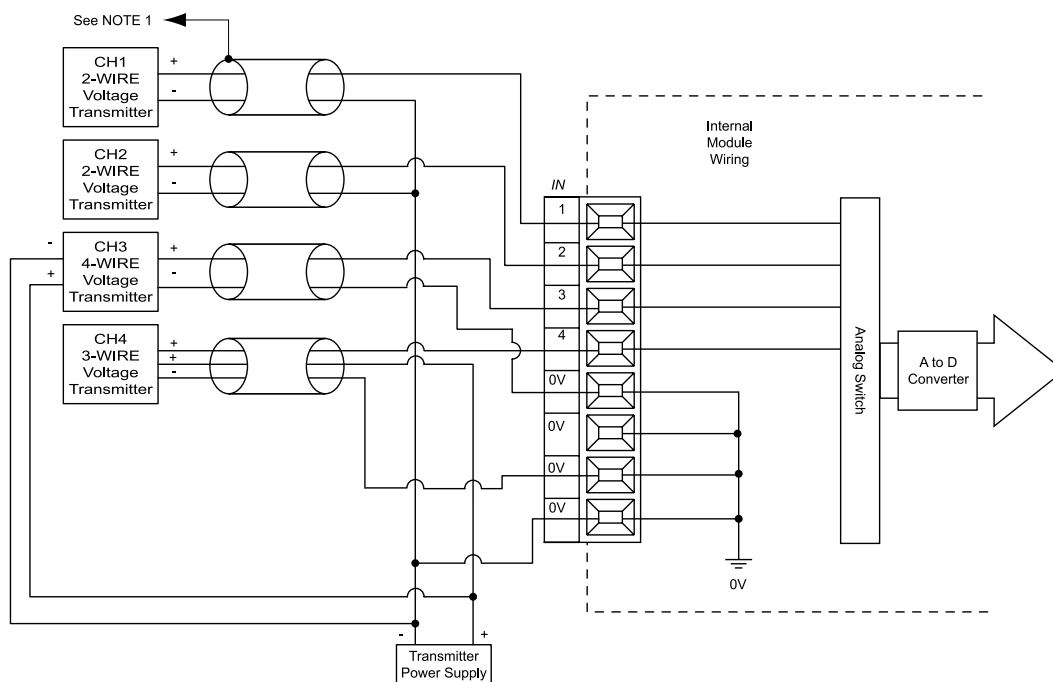 See NOTE 1
CH1
2-WIRE
Voltage
Transmitter
+
-
CH2
2-WIRE
Voltage
Transmitter
+
-
CH3
4-WIRE
Voltage
Transmitter
-
+
+
-
CH4
3-WIRE
Voltage
Transmitter
+
+
-
Internal
Module
Wiring
IN
1
2
3
4
0V
0V
0V
0V
0V
Analog Switch
A to D
Converter
-
+
Transmitter
Power Supply